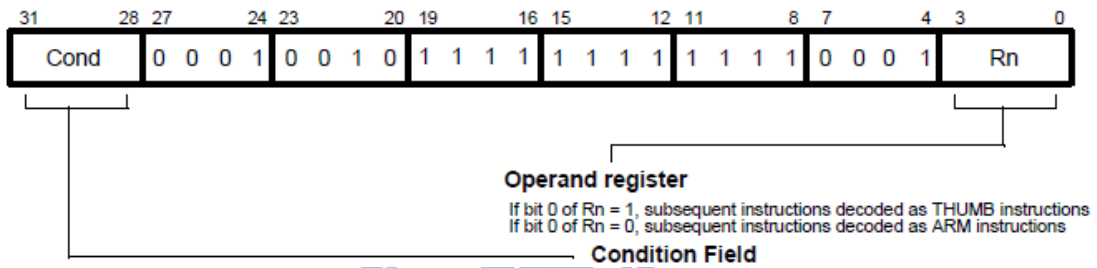 31 28 27 24 23 20 19 16 15 12 11 8 7 4 3 0
Cond 0 0 0 1 0 0 1 0 1 1 1 1 1 1 1 1 1 1 1 1 0 0 0 1 Rn
Operand register
If bit 0 of Rn = 1, subsequent instructions decoded as THUMB instructions
If bit 0 of Rn = 0, subsequent instructions decoded as ARM instructions
Condition Field